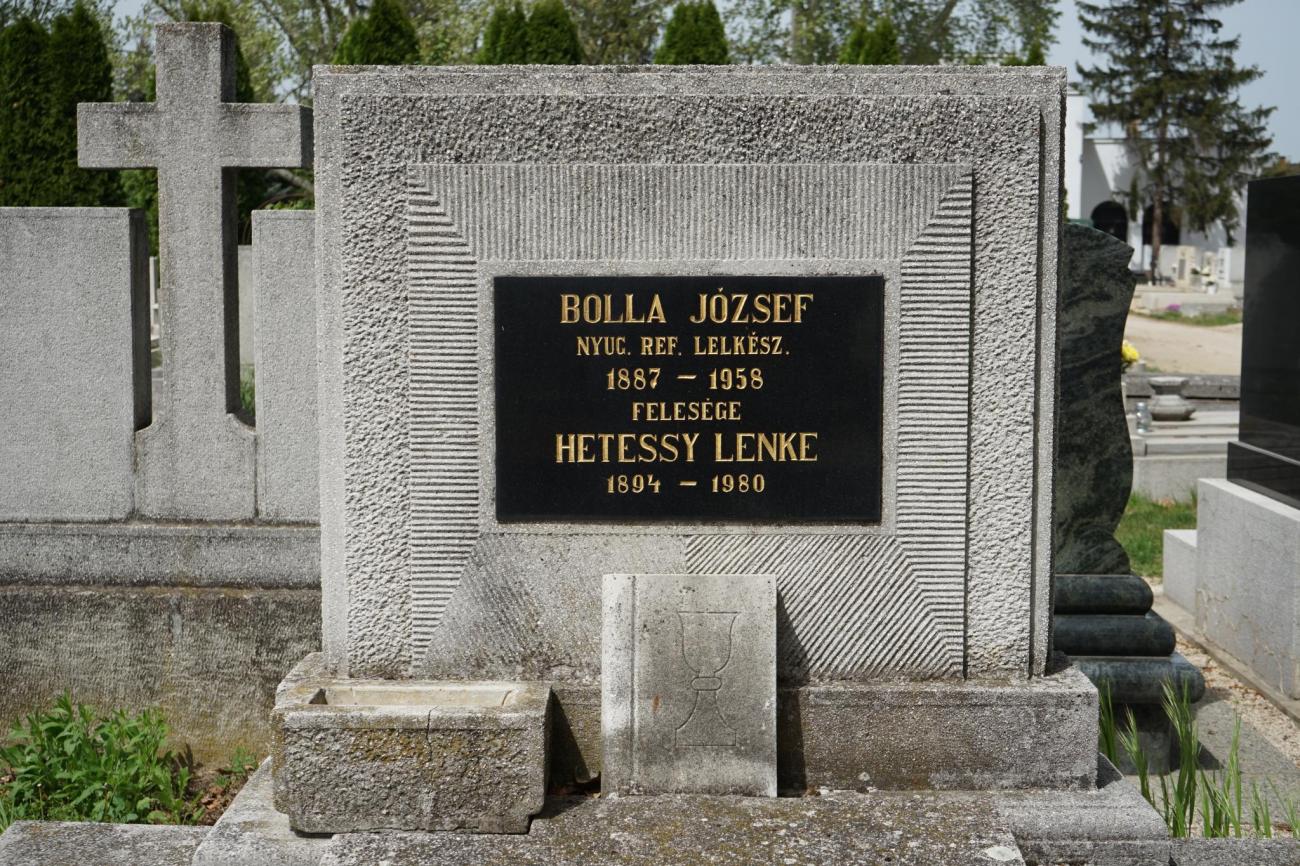 BOLLA JÓZSEF
NYUG. REF. LELKÉSZ.
1887 – 1958
FELESÉGE
HETESSY LENKE
1894 – 1980